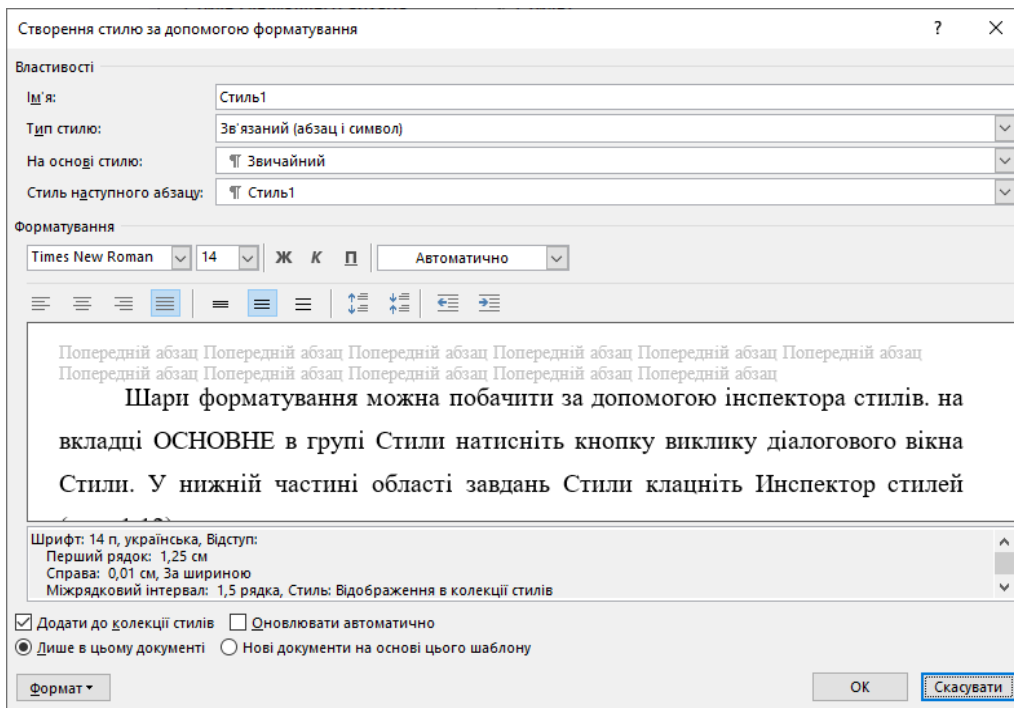 Створення стилю за допомогою форматування ?
Властивості
Ім'я: Стиль1
Тип стилю: Зв'язаний (абзац і символ)
На основі стилю: ¶ Звичайний
Стиль наступного абзацу: ¶ Стиль1
Форматування
Times New Roman 14 Ж К П Автоматично
Попередній абзац Попередній абзац Попередній абзац Попередній абзац Попередній абзац Попередній абзац
Попередній абзац Попередній абзац Попередній абзац Попередній абзац Попередній абзац
Шари форматування можна побачити за допомогою інспектора стилів. на
вкладці ОСНОВНЕ в групі Стили натисніть кнопку виклику діалогового вікна
Стили. У нижній частині області завдань Стили клацніть Инспектор стилей
Шрифт: 14 п, українська, Відступ:
Перший рядок: 1,25 см
Справа: 0,01 см, За шириною
Міжрядковий інтервал: 1,5 рядка, Стиль: Відображення в колекції стилів
Додати до колекції стилів Оновлювати автоматично
Лише в цьому документі Нові документи на основі цього шаблону
Формат OK Скасувати